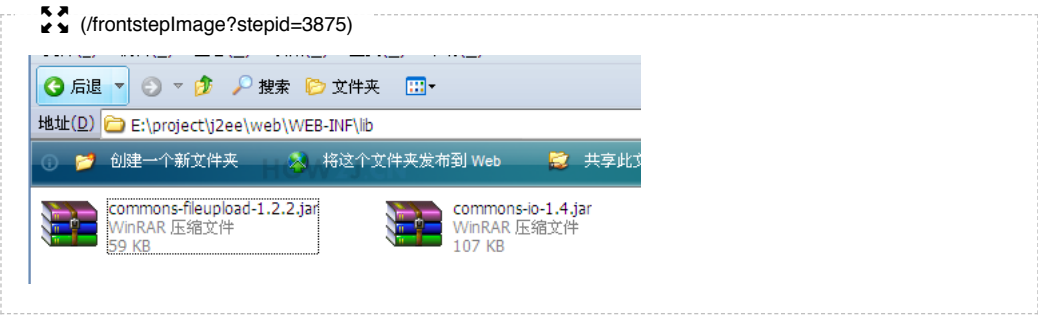 (/frontstepImage?stepid=3875)
后退 搜索 文件夹
地址(D) E:\project\j2ee\web\WEB-INF\lib
创建一个新文件夹 将这个文件夹发布到 Web 共享此文
commons-fileupload-1.2.2.jar
WinRAR 压缩文件
59 KB
commons-io-1.4.jar
WinRAR 压缩文件
107 KB